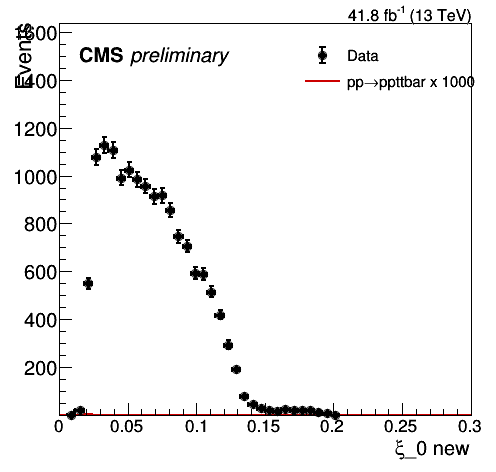 41.8 fb⁻¹ (13 TeV)
Events
CMS preliminary
Data
pp→ppttbar x 1000
1600
1400
1200
1000
800
600
400
200
0 0.05 0.1 0.15 0.2 0.25 0.3
ξ_0 new